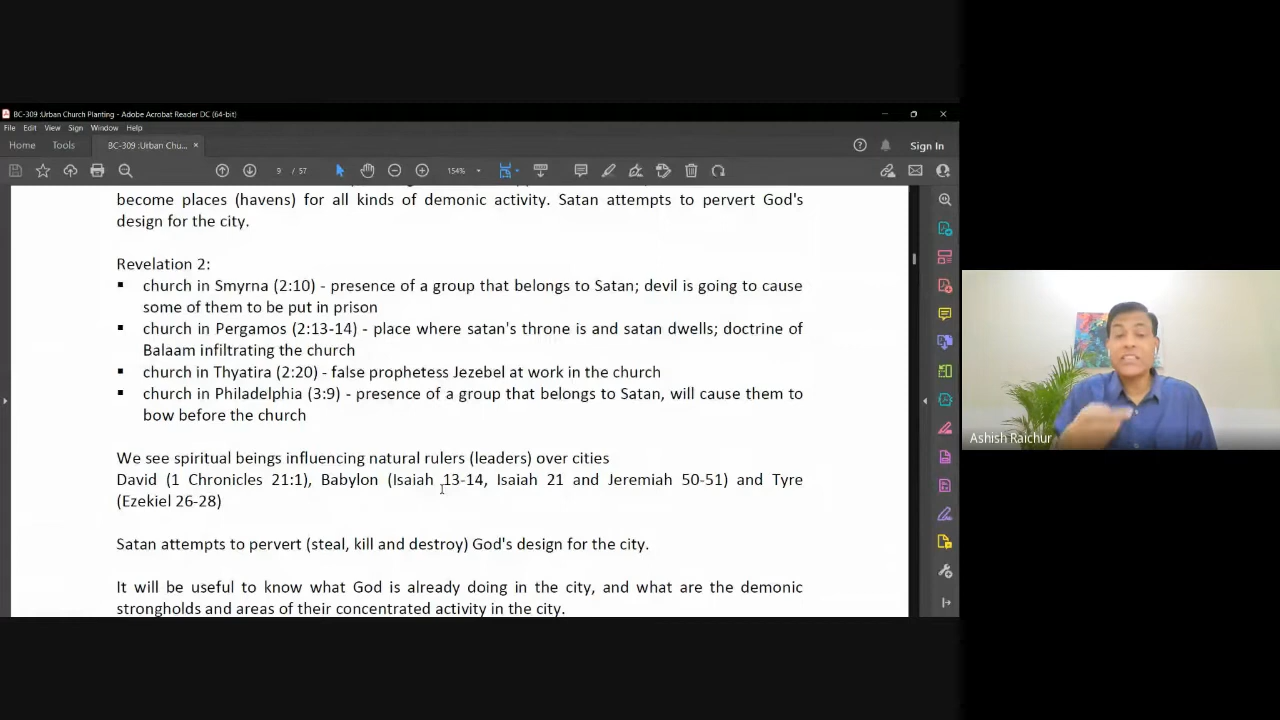 BC-309 :Urban Church Planting - Adobe Acrobat Reader DC (64-bit)
File Edit View Sign Window Help
Home Tools BC-309 :Urban Chu... ×
Sign In
9 / 57
154%
become places (havens) for all kinds of demonic activity. Satan attempts to pervert God's
design for the city.
Revelation 2:
▪ church in Smyrna (2:10) - presence of a group that belongs to Satan; devil is going to cause
some of them to be put in prison
▪ church in Pergamos (2:13-14) - place where satan's throne is and satan dwells; doctrine of
Balaam infiltrating the church
▪ church in Thyatira (2:20) - false prophetess Jezebel at work in the church
▪ church in Philadelphia (3:9) - presence of a group that belongs to Satan, will cause them to
bow before the church
We see spiritual beings influencing natural rulers (leaders) over cities
David (1 Chronicles 21:1), Babylon (Isaiah 13-14, Isaiah 21 and Jeremiah 50-51) and Tyre
(Ezekiel 26-28)
Satan attempts to pervert (steal, kill and destroy) God's design for the city.
It will be useful to know what God is already doing in the city, and what are the demonic
strongholds and areas of their concentrated activity in the city.
Ashish Raichur